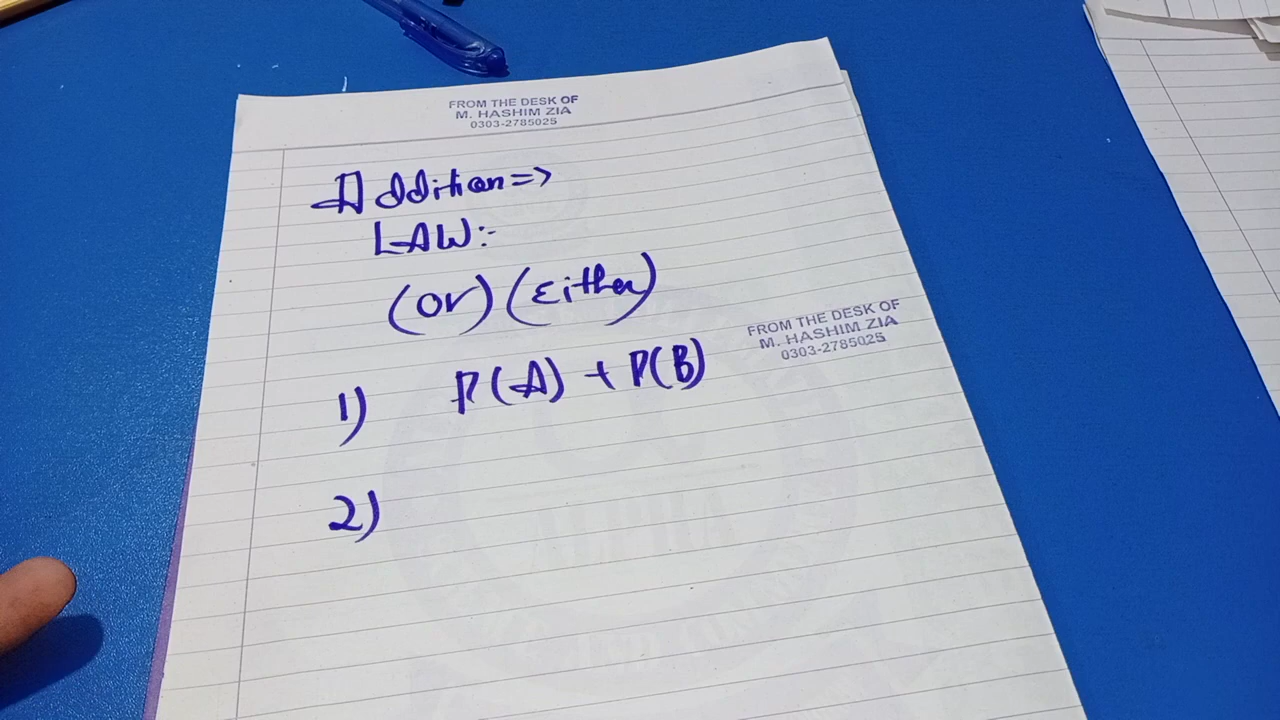 FROM THE DESK OF
M. HASHIM ZIA
0303-2785025
Addition=>
LAW:-
(or) (Either)
FROM THE DESK OF
M. HASHIM ZIA
0303-2785025
1) P(A) + P(B)
2)